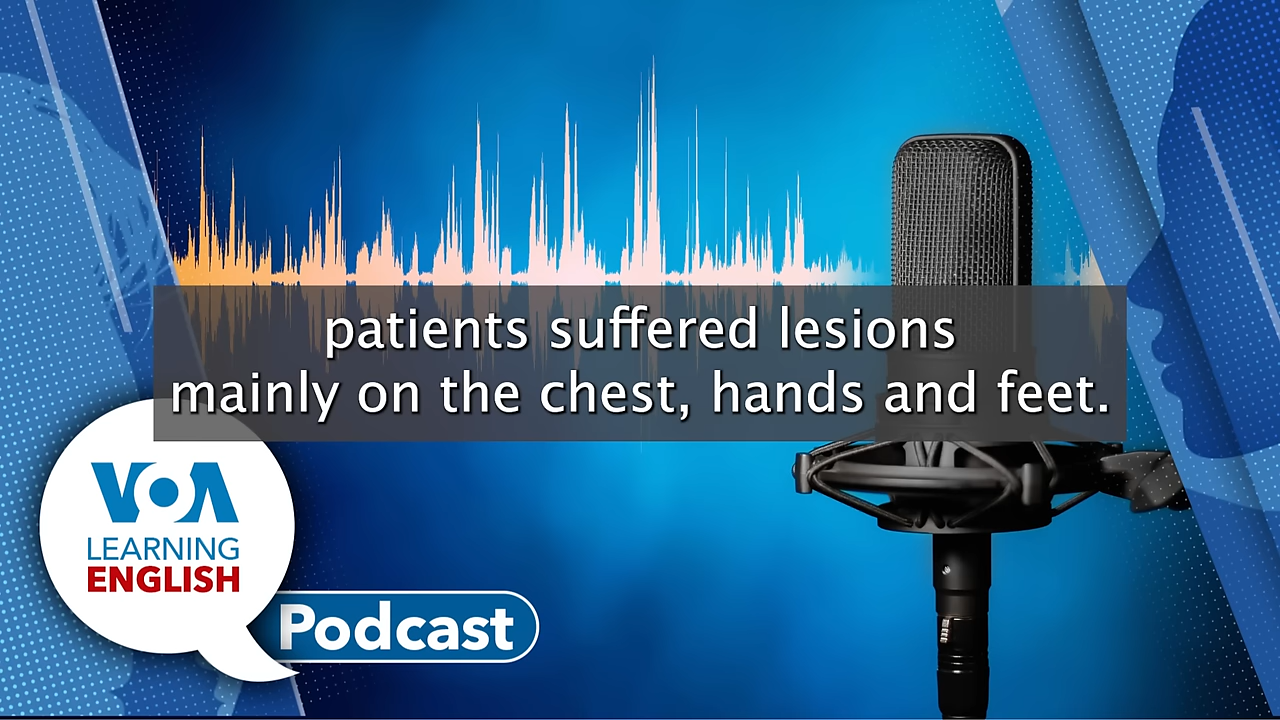 patients suffered lesions
mainly on the chest, hands and feet.
VOA
LEARNING
ENGLISH
Podcast